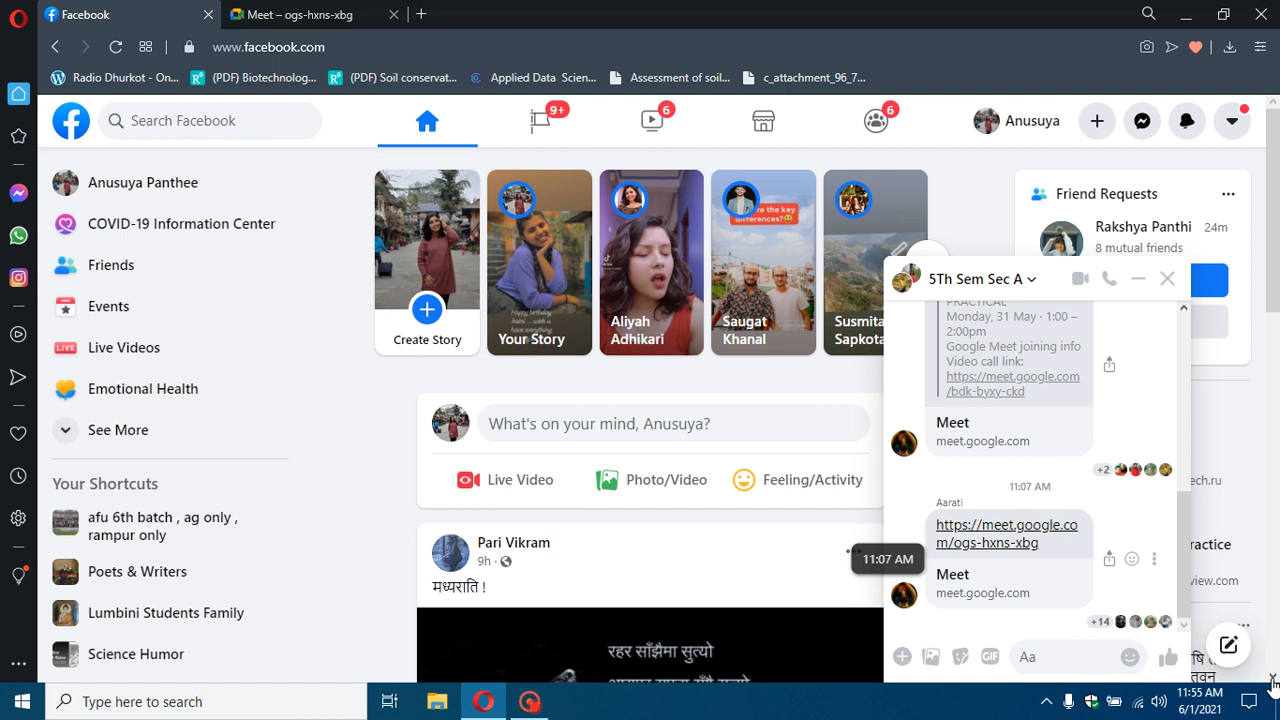 Facebook
Meet – ogs-hxns-xbg
www.facebook.com
Radio Dhurkot - On...
(PDF) Biotechnolog...
(PDF) Soil conservat...
Applied Data Scien...
Assessment of soil...
c_attachment_96_7...
Search Facebook
9+
6
6
Anusuya
Anusuya Panthee
COVID-19 Information Center
Friends
Events
LIVE Live Videos
Emotional Health
See More
Your Shortcuts
afu 6th batch , ag only ,
rampur only
Poets & Writers
Lumbini Students Family
Science Humor
Create Story
Your Story
Aliyah
Adhikari
Saugat
Khanal
Susmita
Sapkota
What's on your mind, Anusuya?
Live Video
Photo/Video
Feeling/Activity
Pari Vikram
9h
मध्यराति !
रहर साँझैमा सुत्यो
Friend Requests
Rakshya Panthi 24m
8 mutual friends
5Th Sem Sec A
PRACTICAL
Monday, 31 May · 1:00 –
2:00pm
Google Meet joining info
Video call link:
https://meet.google.com
/bdk-byxy-ckd
Meet
meet.google.com
+2
11:07 AM
Aarati
https://meet.google.co
m/ogs-hxns-xbg
11:07 AM
Meet
meet.google.com
+14
GIF
Aa
ech.ru
ractice
view.com
Type here to search
11:55 AM
6/1/2021